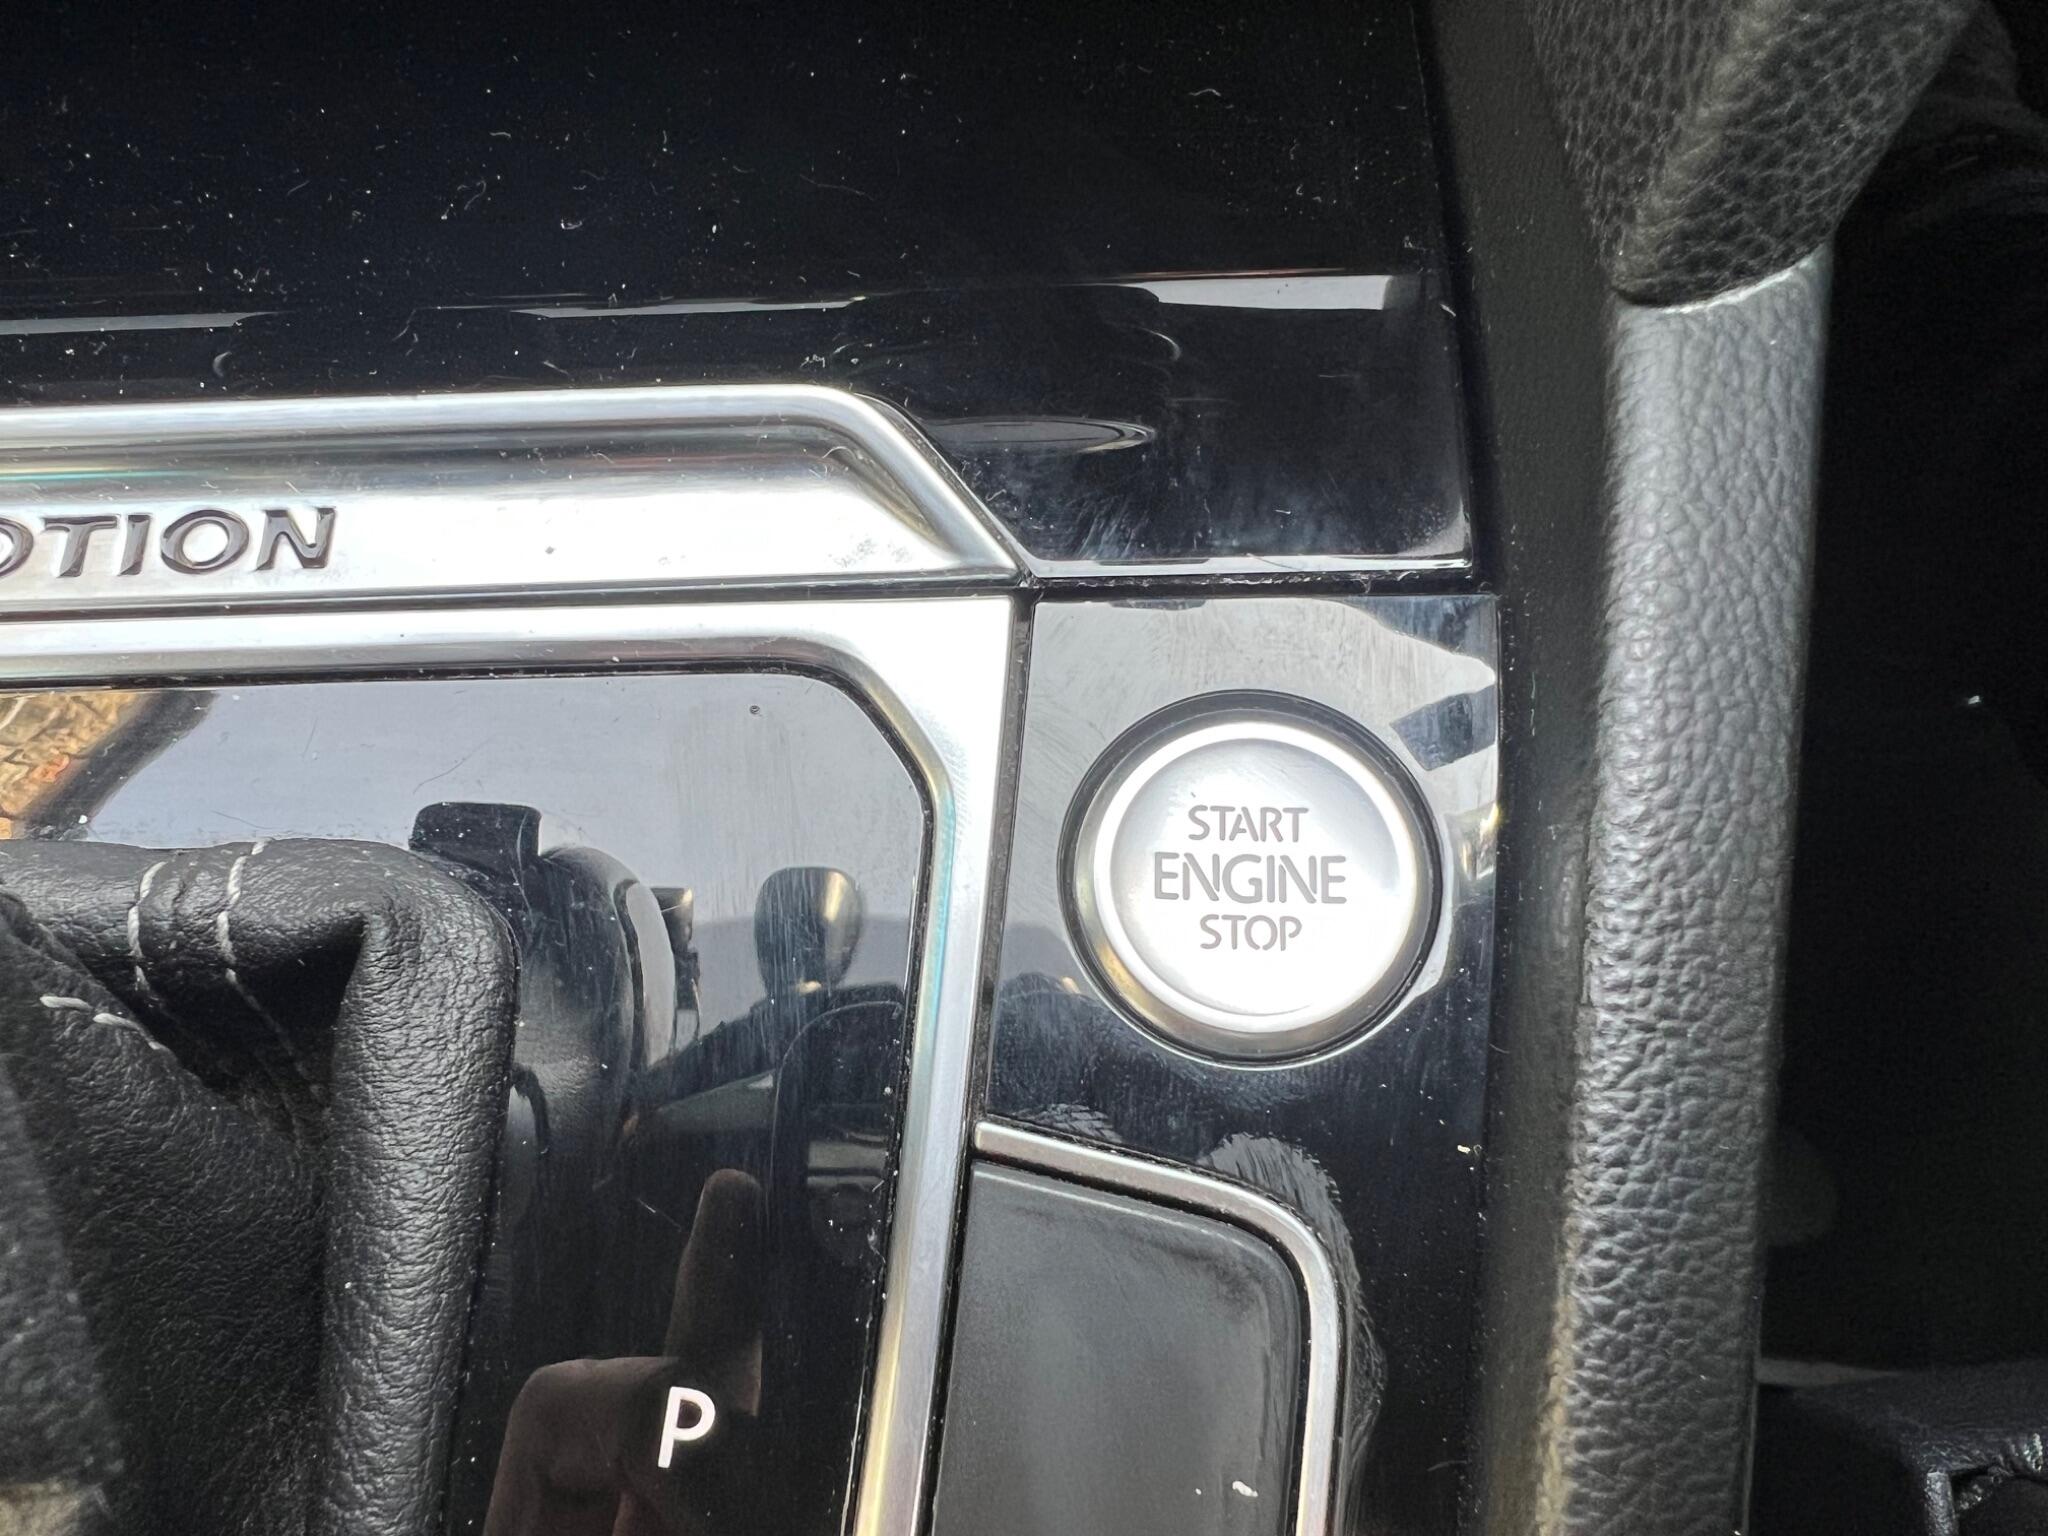 OTION
START
ENGINE
STOP
P